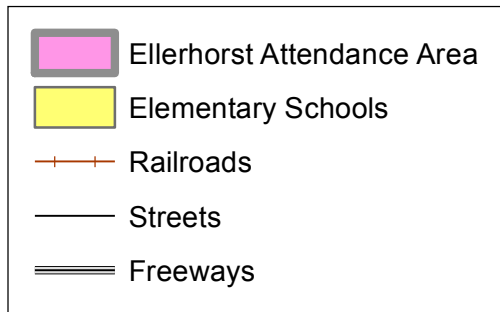 Ellerhorst Attendance Area
Elementary Schools
Railroads
Streets
Freeways